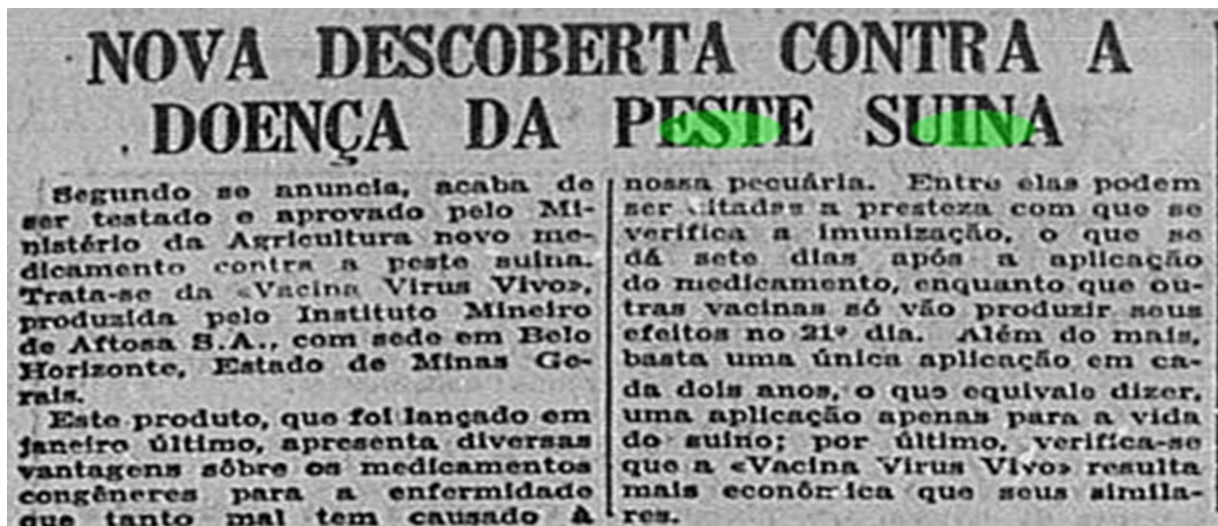 NOVA DESCOBERTA CONTRA A
DOENÇA DA PESTE SUINA
Segundo se anuncia, acaba de
ser testado e aprovado pelo Mi-
nistério da Agricultura novo me-
dicamento contra a peste suina.
Trata-se da «Vacina Virus Vivo»,
produzida pelo Instituto Mineiro
de Aftosa S.A., com sede em Belo
Horizonte, Estado de Minas Ge-
rais.
Este produto, que foi lançado em
janeiro último, apresenta diversas
vantagens sôbre os medicamentos
congêneres para a enfermidade
que tanto mal tem causado à
nossa pecuária. Entre elas podem
ser citadas a presteza com que se
verifica a imunização, o que se
dá sete dias após a aplicação
do medicamento, enquanto que ou-
tras vacinas só vão produzir seus
efeitos no 21º dia. Além do mais,
basta uma única aplicação em ca-
da dois anos, o que equivale dizer,
uma aplicação apenas para a vida
do suino; por último, verifica-se
que a «Vacina Virus Vivo» resulta
mais econômica que seus simila-
res.